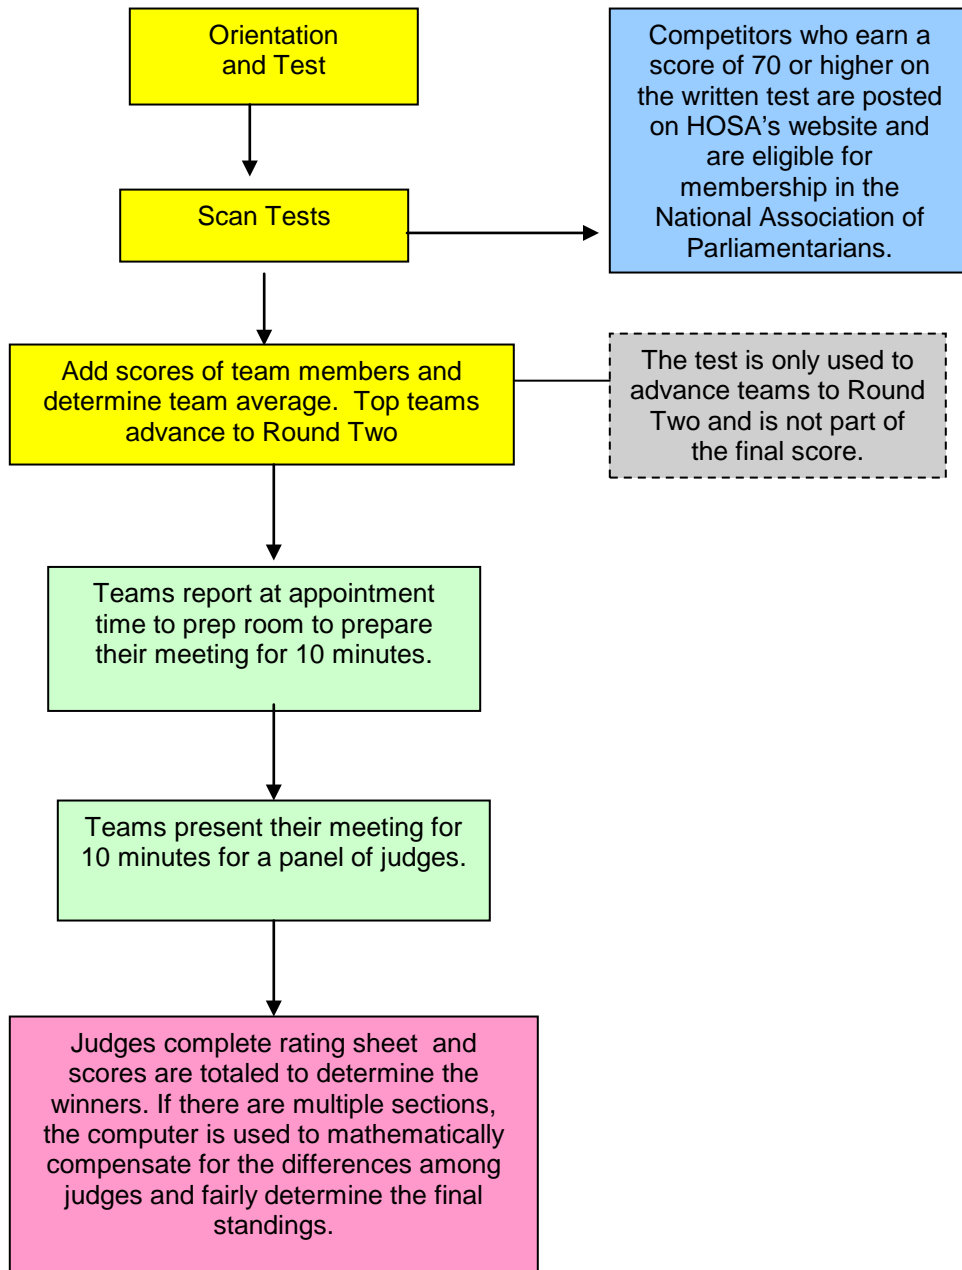 Orientation
and Test
Competitors who earn a
score of 70 or higher on
the written test are posted
on HOSA’s website and
are eligible for
membership in the
National Association of
Parliamentarians.
Scan Tests
Add scores of team members and
determine team average.  Top teams
advance to Round Two
The test is only used to
advance teams to Round
Two and is not part of
the final score.
Teams report at appointment
time to prep room to prepare
their meeting for 10 minutes.
Teams present their meeting for
10 minutes for a panel of judges.
Judges complete rating sheet  and
scores are totaled to determine the
winners. If there are multiple sections,
the computer is used to mathematically
compensate for the differences among
judges and fairly determine the final
standings.